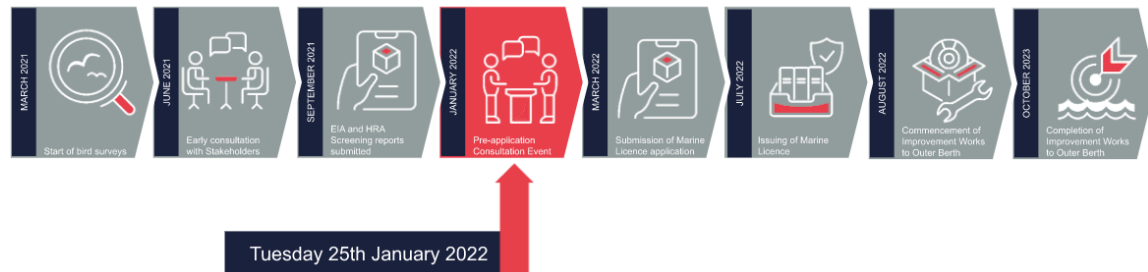 MARCH 2021
Start of bird surveys
JUNE 2021
Early consultation
with Stakeholders
SEPTEMBER 2021
EIA and HRA
Screening reports
submitted
JANUARY 2022
Pre-application
Consultation Event
MARCH 2022
Submission of Marine
Licence application
JULY 2022
Issuing of Marine
Licence
AUGUST 2022
Commencement of
Improvement Works
to Outer Berth
OCTOBER 2023
Completion of
Improvement Works
to Outer Berth
Tuesday 25th January 2022